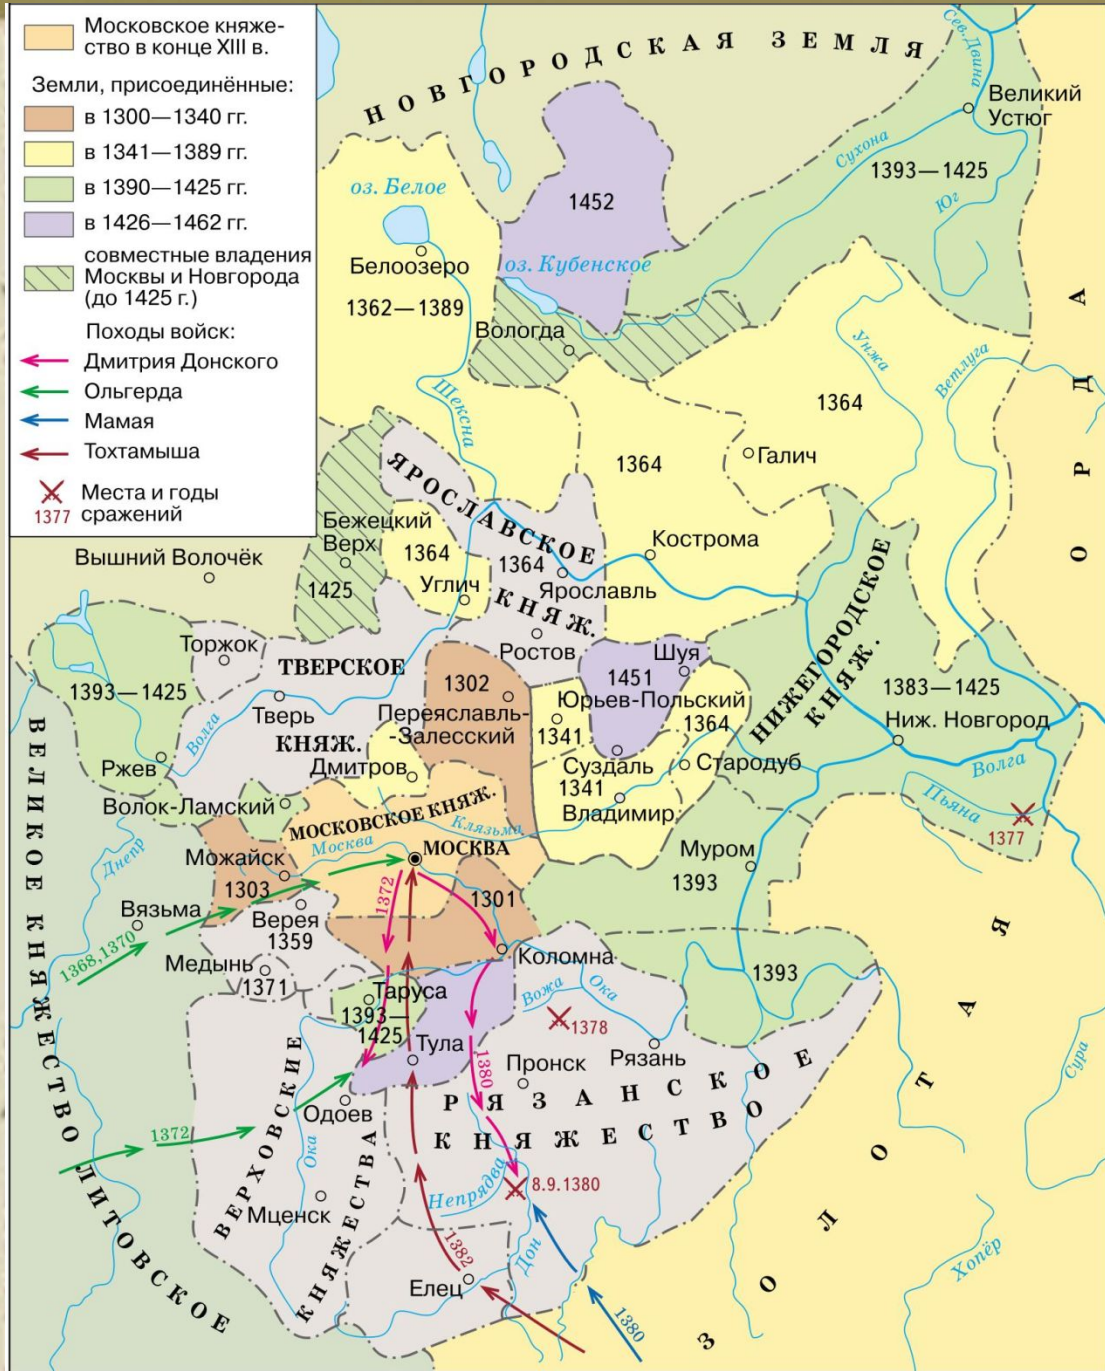 Московское княже-
ство в конце XIII в.
Земли, присоединённые:
в 1300—1340 гг.
в 1341—1389 гг.
в 1390—1425 гг.
в 1426—1462 гг.
совместные владения
Москвы и Новгорода
(до 1425 г.)
Походы войск:
Дмитрия Донского
Ольгерда
Мамая
Тохтамыша
1377
Места и годы
сражений
НОВГОРОДСКАЯ ЗЕМЛЯ
Сев. Двина
Великий
Устюг
Сухона
1393—1425
Юг
1452
оз. Белое
Белоозеро
1362—1389
оз. Кубенское
Вологда
Шексна
Унжа
Ветлуга
1364
Галич
1364
Кострома
ЯРОСЛАВСКОЕ
КНЯЖ.
1364
Ярославль
Ростов
Бежецкий
Верх
1425
1364
Углич
Вышний Волочёк
Торжок
1393—1425
Ржев
Волга
ТВЕРСКОЕ
КНЯЖ.
Тверь
1302
Переяславль-
-Залесский
Дмитров
Волок-Ламский
1451
Шуя
Юрьев-Польский
1341
1364
Суздаль
1341
Владимир
Стародуб
НИЖЕГОРОДСКОЕ
КНЯЖ.
1383—1425
Ниж. Новгород
Волга
Пьяна
1377
МОСКОВСКОЕ КНЯЖ.
Клязьма
Москва
МОСКВА
Можайск
1303
Днепр
Вязьма
1368,1370
Верея
1359
Медынь
1371
1372
1301
Коломна
Муром
1393
1393
Таруса
1393—
1425
Тула
1380
Вожа
Ока
1378
Рязань
Пронск
РЯЗАНСКОЕ
КНЯЖЕСТВО
Одоев
1372
Ока
ВЕРХОВСКИЕ
КНЯЖЕСТВА
Мценск
Непрядва
8.9.1380
Дон
1382
Елец
1380
ВЕЛИКОЕ КНЯЖЕСТВО ЛИТОВСКОЕ
ЗОЛОТАЯ ОРДА
Сура
Хопёр